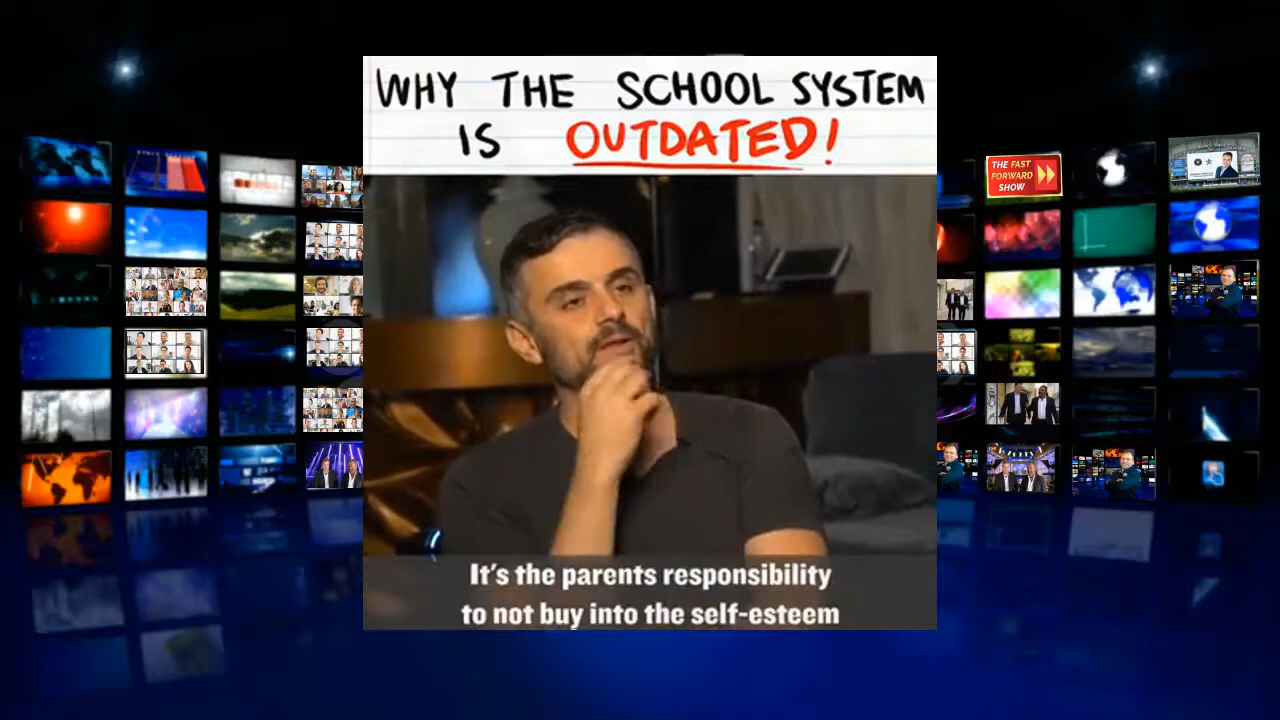 WHY THE SCHOOL SYSTEM
IS OUTDATED!
THE FAST
FORWARD
SHOW
It's the parents responsibility
to not buy into the self-esteem